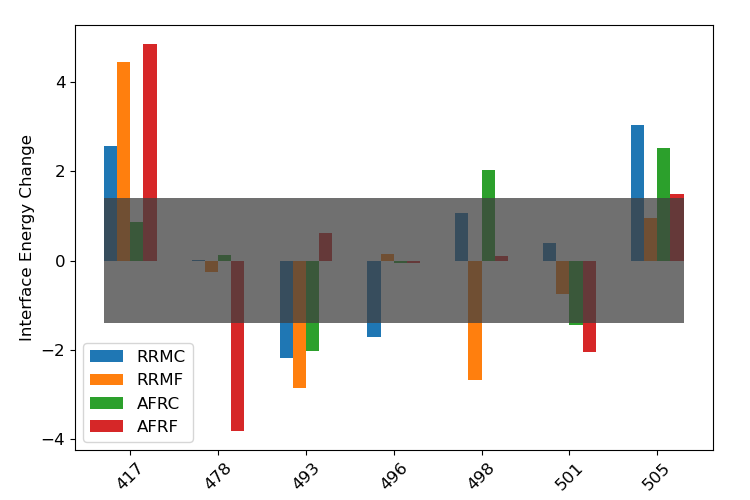 Interface Energy Change
4
2
0
−2
−4
RRMC
RRMF
AFRC
AFRF
417
478
493
496
498
501
505